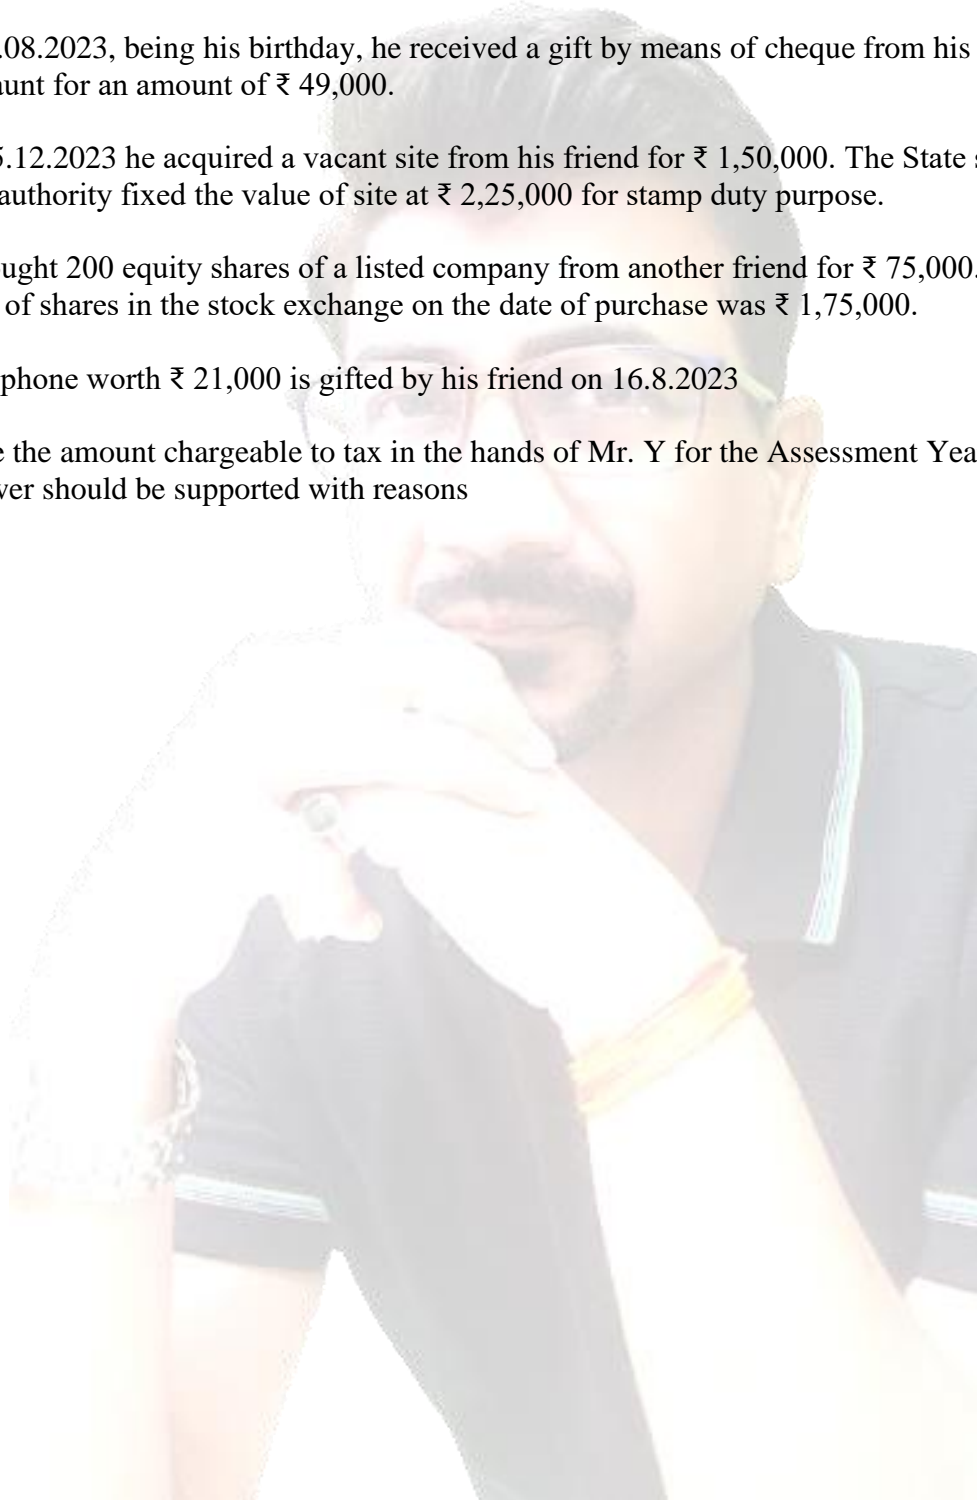 .08.2023, being his birthday, he received a gift by means of cheque from his
aunt for an amount of ₹ 49,000.
5.12.2023 he acquired a vacant site from his friend for ₹ 1,50,000. The State s
authority fixed the value of site at ₹ 2,25,000 for stamp duty purpose.
ught 200 equity shares of a listed company from another friend for ₹ 75,000.
of shares in the stock exchange on the date of purchase was ₹ 1,75,000.
phone worth ₹ 21,000 is gifted by his friend on 16.8.2023
e the amount chargeable to tax in the hands of Mr. Y for the Assessment Yea
ver should be supported with reasons